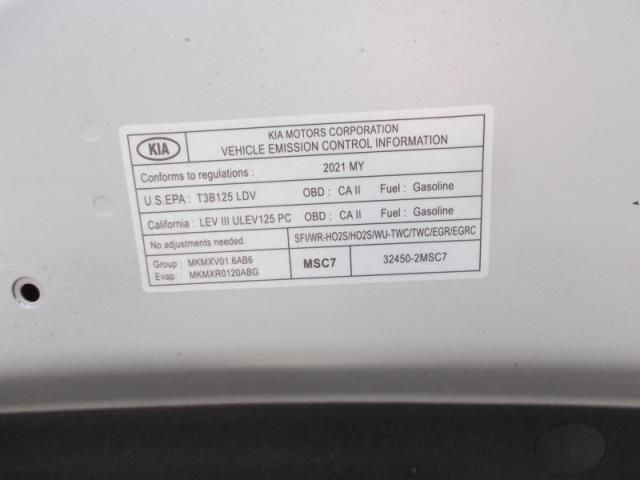 KIA
KIA MOTORS CORPORATION
VEHICLE EMISSION CONTROL INFORMATION
Conforms to regulations : 2021 MY
U.S.EPA : T3B125 LDV OBD : CA II Fuel : Gasoline
California : LEV III ULEV125 PC OBD : CA II Fuel : Gasoline
No adjustments needed. SFI/WR-HO2S/HO2S/WU-TWC/TWC/EGR/EGRC
Group : MKMXV01.6AB6
Evap. : MKMXR0120ABG
MSC7 32450-2MSC7